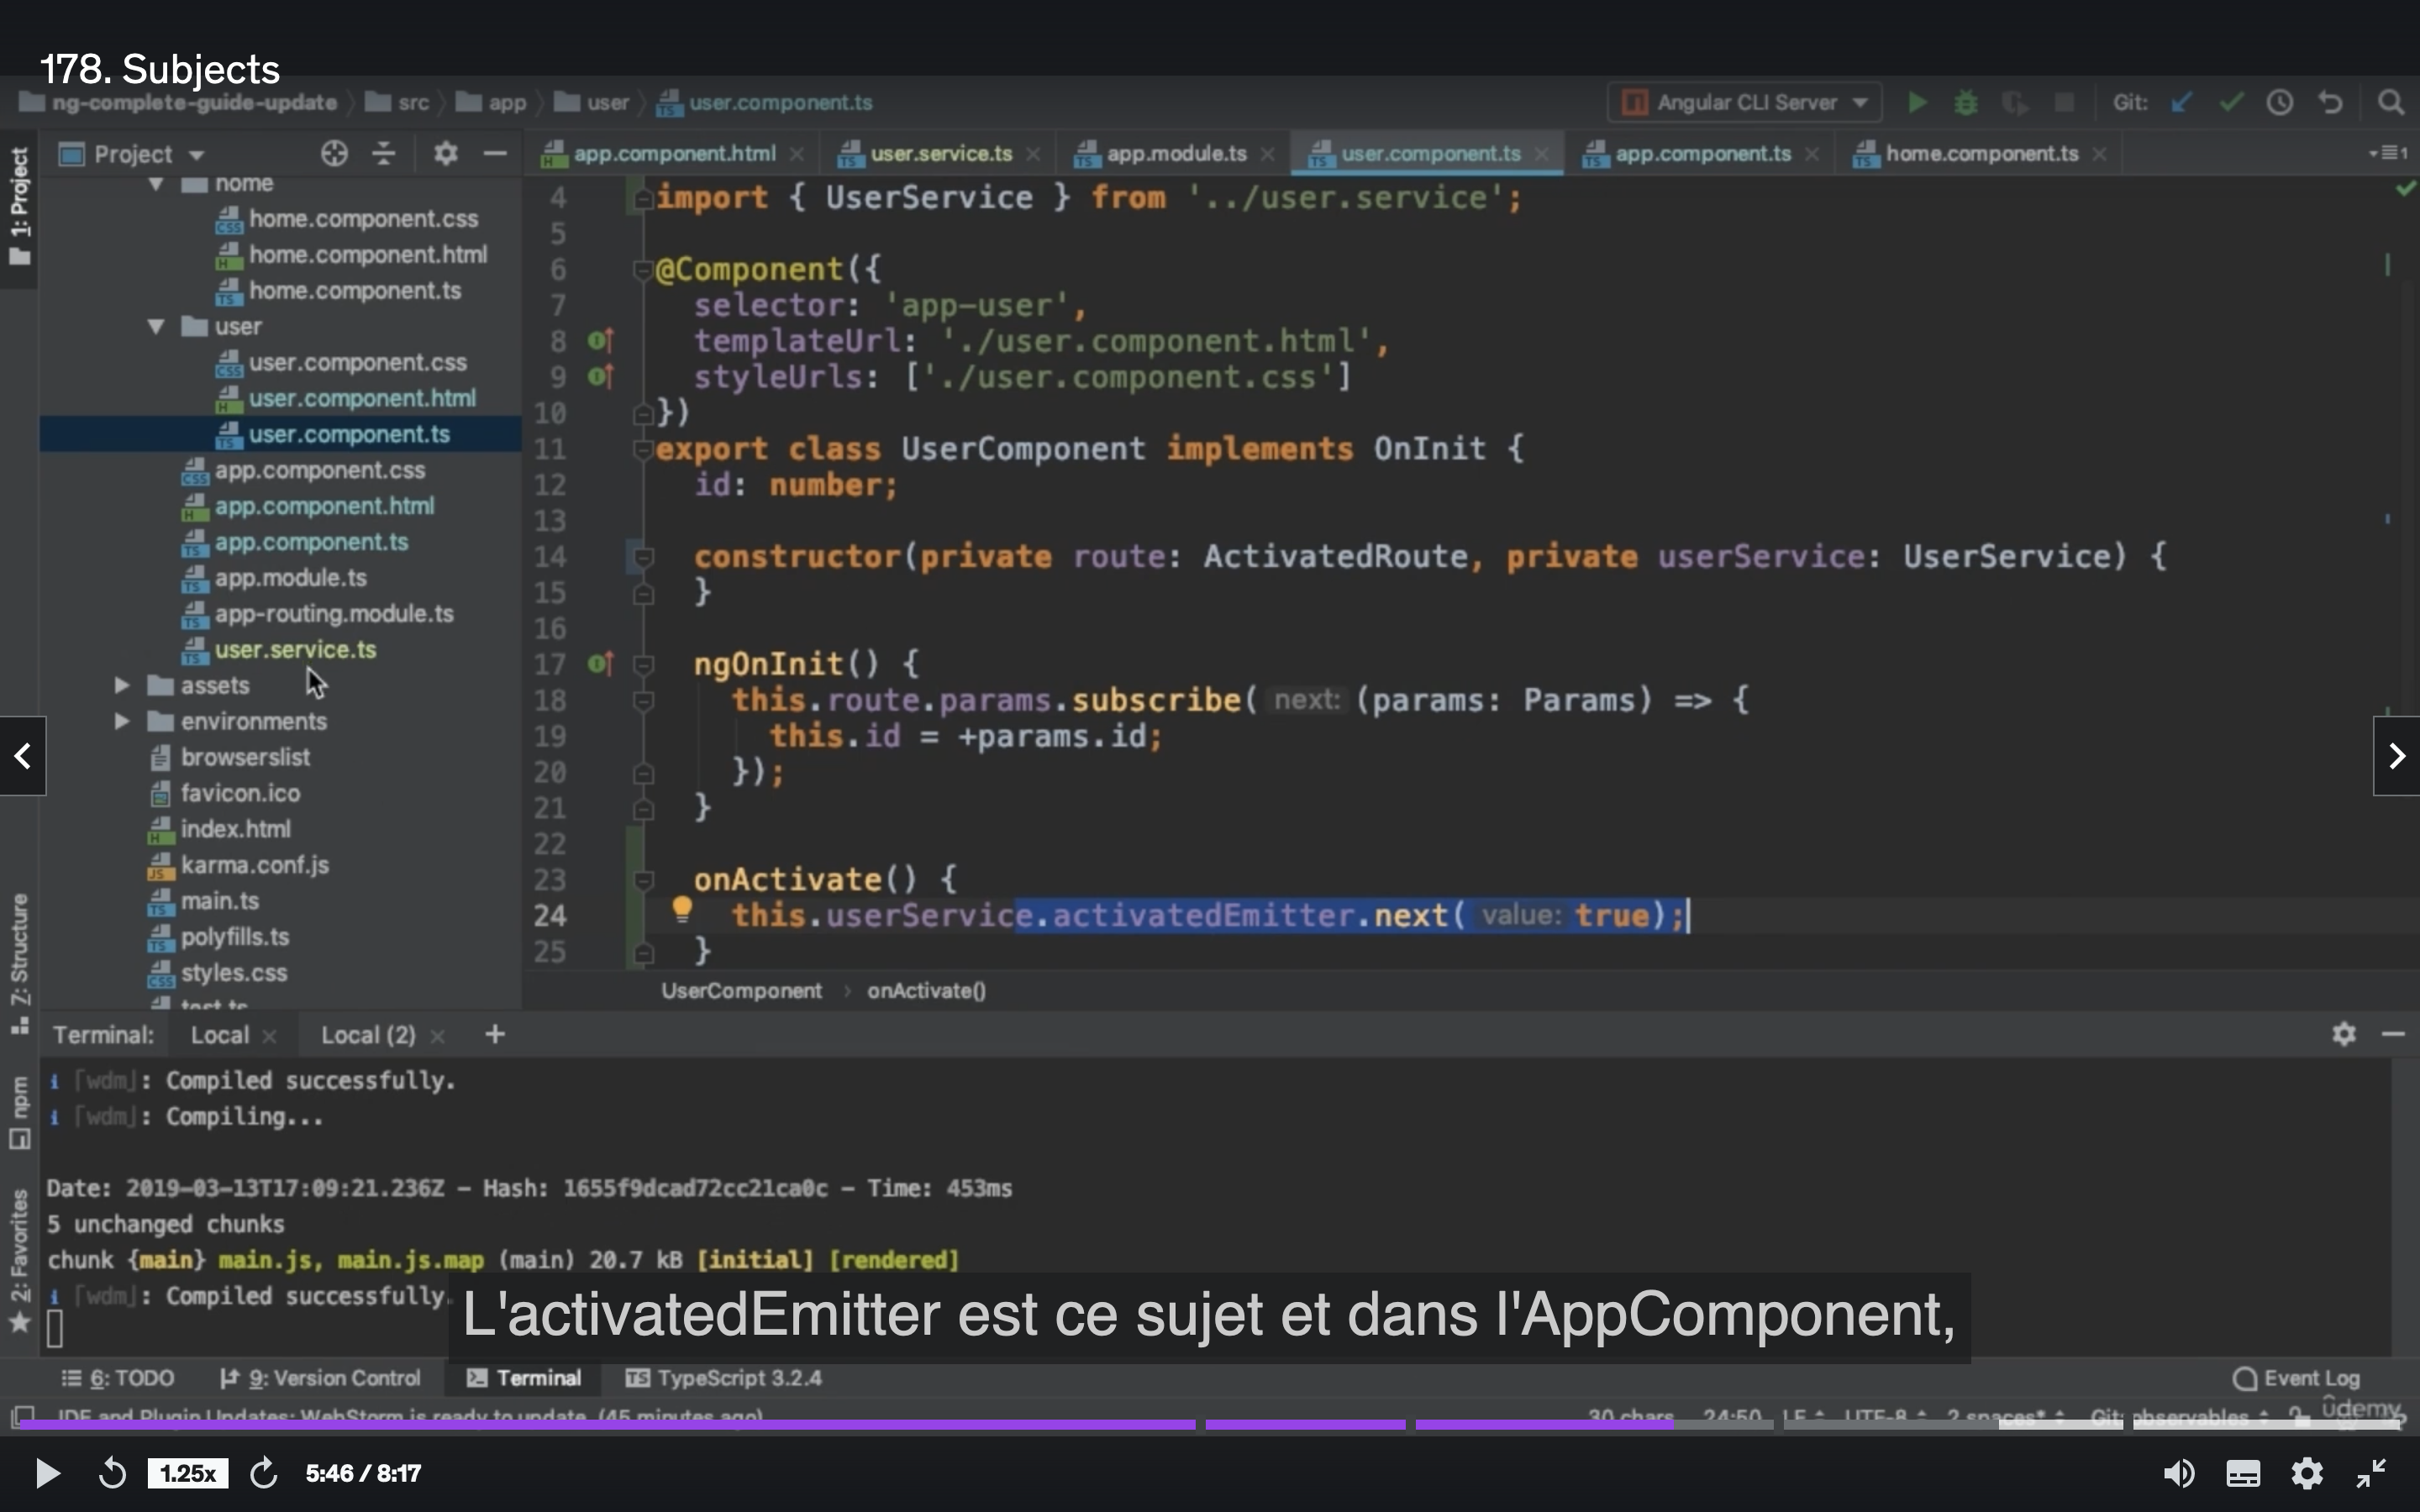 178. Subjects
ng-complete-guide-update src app user user.component.ts Angular CLI Server Git:
1: Project
Project app.component.html user.service.ts app.module.ts user.component.ts app.component.ts home.component.ts 1
home
home.component.css
home.component.html
home.component.ts
user
user.component.css
user.component.html
user.component.ts
app.component.css
app.component.html
app.component.ts
app.module.ts
app-routing.module.ts
user.service.ts
assets
environments
browserslist
favicon.ico
index.html
karma.conf.js
main.ts
polyfills.ts
styles.css
test.ts
4 import { UserService } from '../user.service';
5
6 @Component({
7 selector: 'app-user',
8 templateUrl: './user.component.html',
9 styleUrls: ['./user.component.css']
10 })
11 export class UserComponent implements OnInit {
12 id: number;
13
14 constructor(private route: ActivatedRoute, private userService: UserService) {
15 }
16
17 ngOnInit() {
18 this.route.params.subscribe( next: (params: Params) => {
19 this.id = +params.id;
20 });
21 }
22
23 onActivate() {
24 this.userService.activatedEmitter.next( value: true);
25 }
UserComponent › onActivate()
Z: Structure
npm
2: Favorites
Terminal: Local Local (2) +
i ｢wdm｣: Compiled successfully.
i ｢wdm｣: Compiling...
Date: 2019-03-13T17:09:21.236Z - Hash: 1655f9dcad72cc21ca0c - Time: 453ms
5 unchanged chunks
chunk {main} main.js, main.js.map (main) 20.7 kB [initial] [rendered]
i ｢wdm｣: Compiled successfully.
L'activatedEmitter est ce sujet et dans l'AppComponent,
6: TODO 9: Version Control Terminal TypeScript 3.2.4 Event Log
IDE and Plugin Updates: WebStorm is ready to update. (45 minutes ago) 30 chars 24:50 LF UTF-8 2 spaces* Git: observables
ûdemy
1.25x 5:46 / 8:17